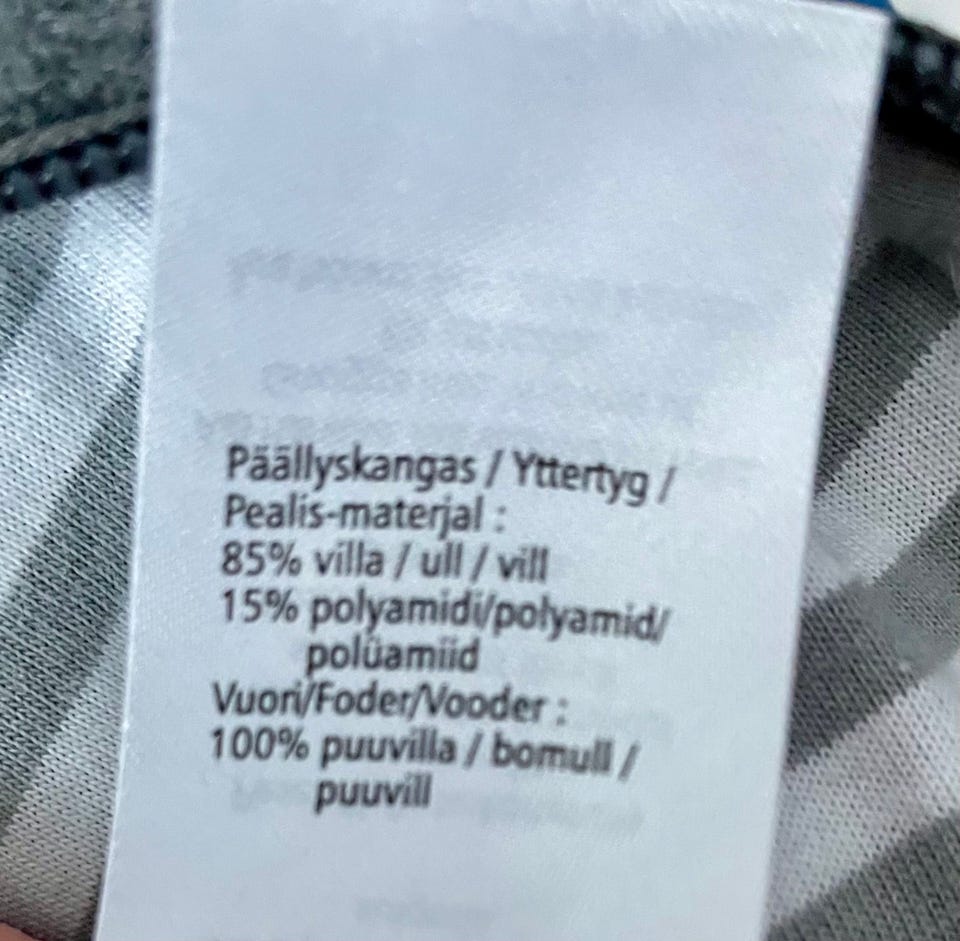 Päällyskangas / Yttertyg /
Pealis-materjal :
85% villa / ull / vill
15% polyamidi/polyamid/
polüamiid
Vuori/Foder/Vooder :
100% puuvilla / bomull /
puuvill